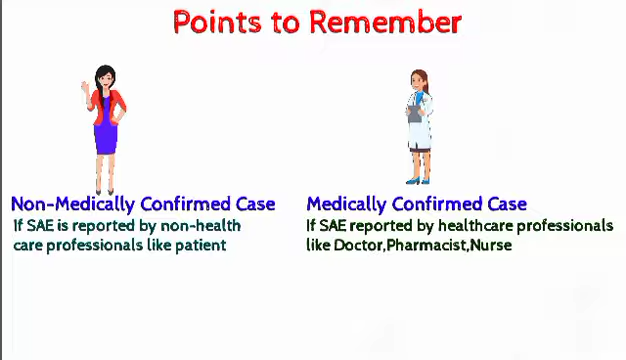 Points to Remember
Non-Medically Confirmed Case
If SAE is reported by non-health
care professionals like patient
Medically Confirmed Case
If SAE reported by healthcare professionals
like Doctor,Pharmacist,Nurse